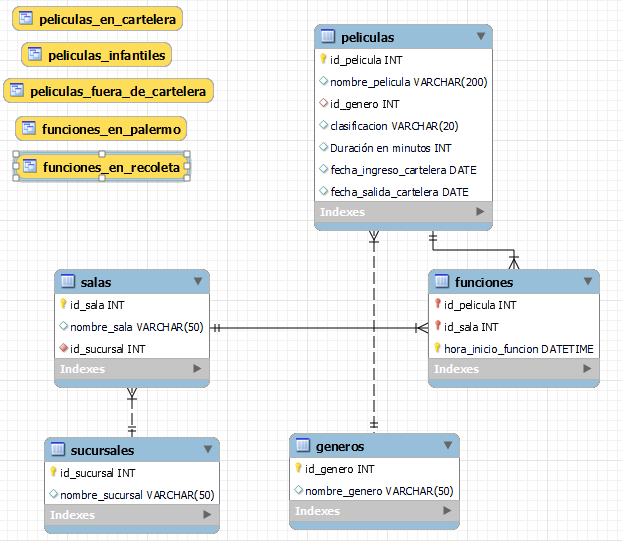 peliculas_en_cartelera
peliculas_infantiles
peliculas_fuera_de_cartelera
funciones_en_palermo
funciones_en_recoleta
peliculas
id_pelicula INT
nombre_pelicula VARCHAR(200)
id_genero INT
clasificacion VARCHAR(20)
Duración en minutos INT
fecha_ingreso_cartelera DATE
fecha_salida_cartelera DATE
Indexes
salas
id_sala INT
nombre_sala VARCHAR(50)
id_sucursal INT
Indexes
funciones
id_pelicula INT
id_sala INT
hora_inicio_funcion DATETIME
Indexes
sucursales
id_sucursal INT
nombre_sucursal VARCHAR(50)
Indexes
generos
id_genero INT
nombre_genero VARCHAR(50)
Indexes